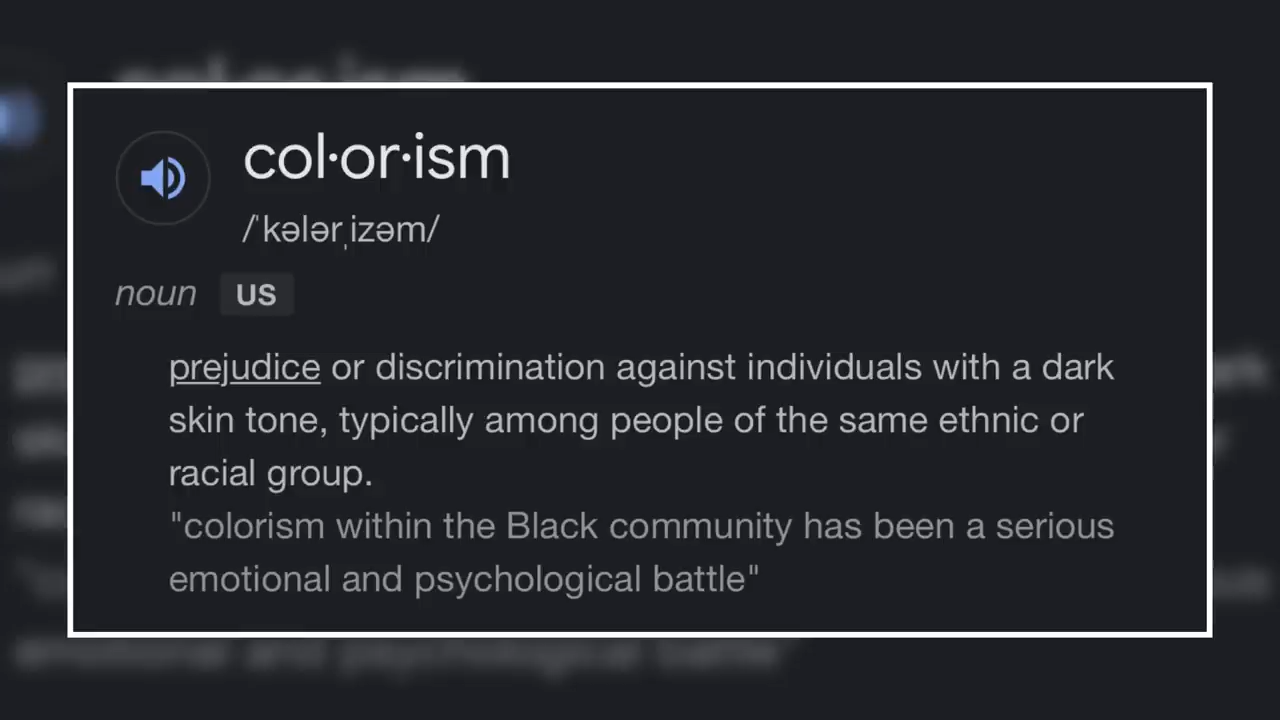 col·or·ism
/ˈkələrˌizəm/
noun US
prejudice or discrimination against individuals with a dark
skin tone, typically among people of the same ethnic or
racial group.
"colorism within the Black community has been a serious
emotional and psychological battle"